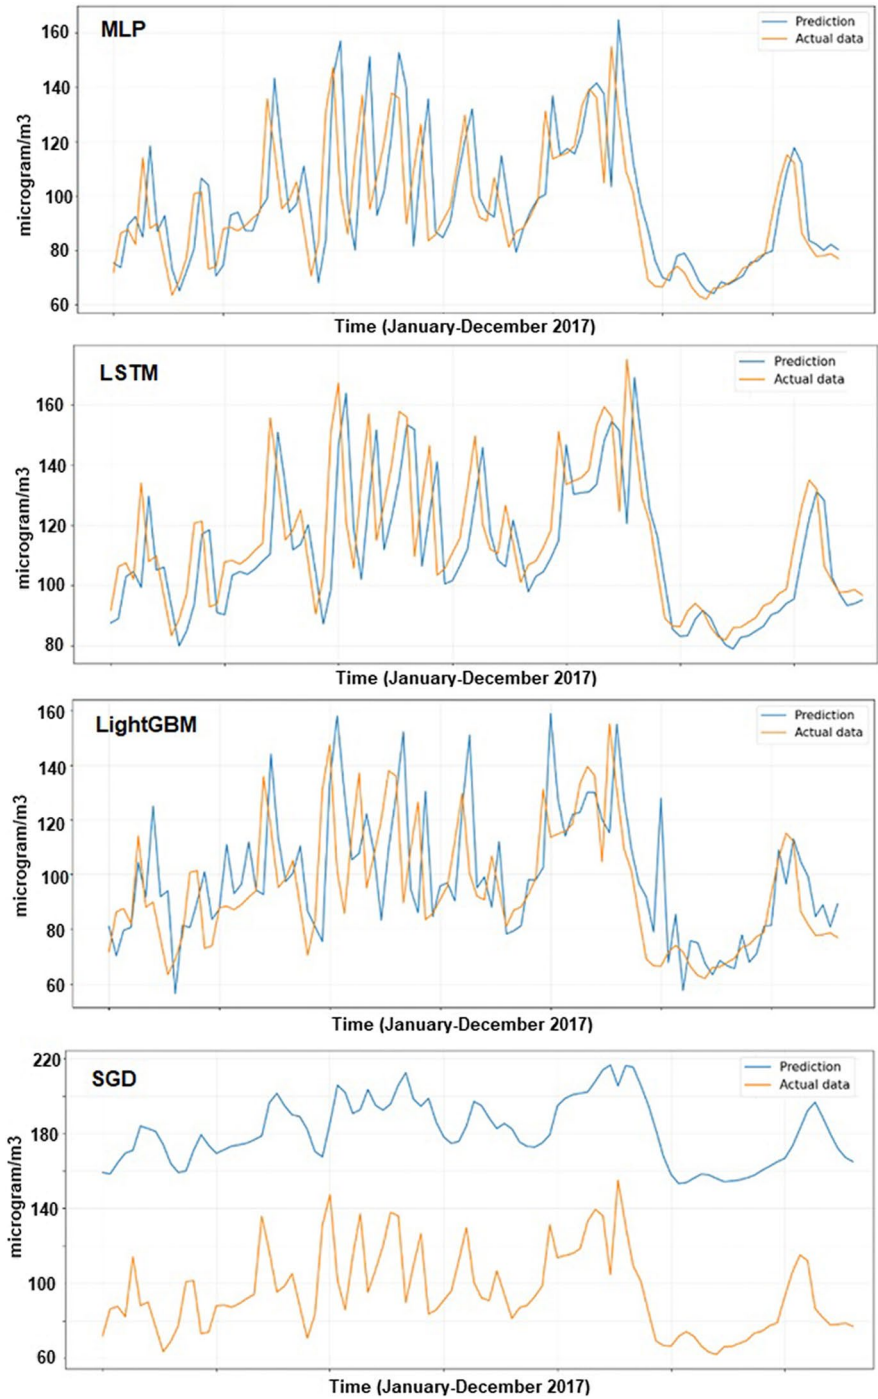 MLP
Prediction
Actual data
160
140
120
100
80
60
microgram/m3
Time (January-December 2017)
LSTM
Prediction
Actual data
160
140
120
100
80
microgram/m3
Time (January-December 2017)
LightGBM
Prediction
Actual data
160
140
120
100
80
60
microgram/m3
Time (January-December 2017)
SGD
Prediction
Actual data
220
180
140
100
60
microgram/m3
Time (January-December 2017)